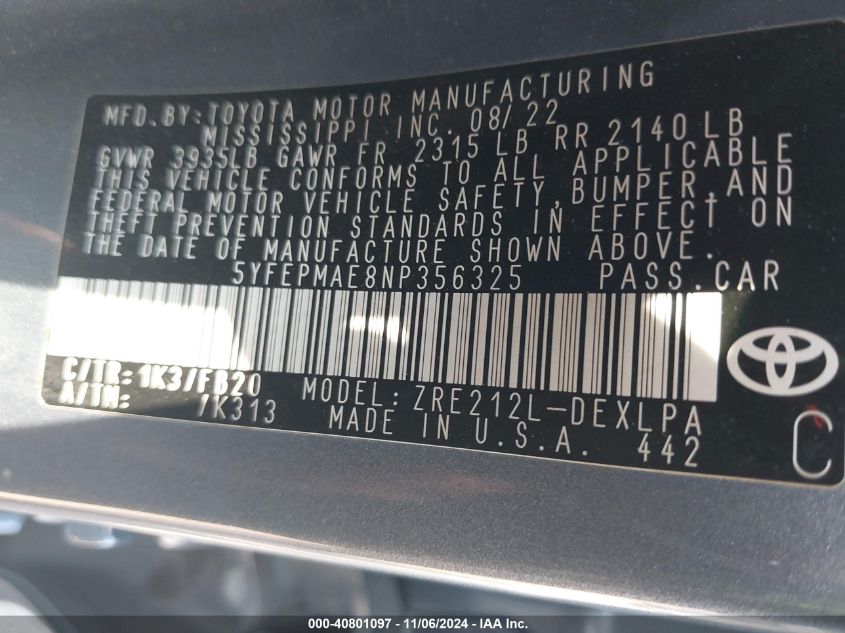 MFD.BY:TOYOTA MOTOR MANUFACTURING
MISSISSIPPI INC. 08/22
GVWR 3935LB GAWR FR 2315 LB RR 2140 LB
THIS VEHICLE CONFORMS TO ALL APPLICABLE
FEDERAL MOTOR VEHICLE SAFETY, BUMPER, AND
THEFT PREVENTION STANDARDS IN EFFECT ON
THE DATE OF MANUFACTURE SHOWN ABOVE.
5YFEPMAE8NP356325 PASS.CAR
C/TR: 1K3/FB20 MODEL: ZRE212L-DEXLPA
A/TM: /K313 MADE IN U.S.A. 442 C
000-40801097 - 11/06/2024 - IAA Inc.